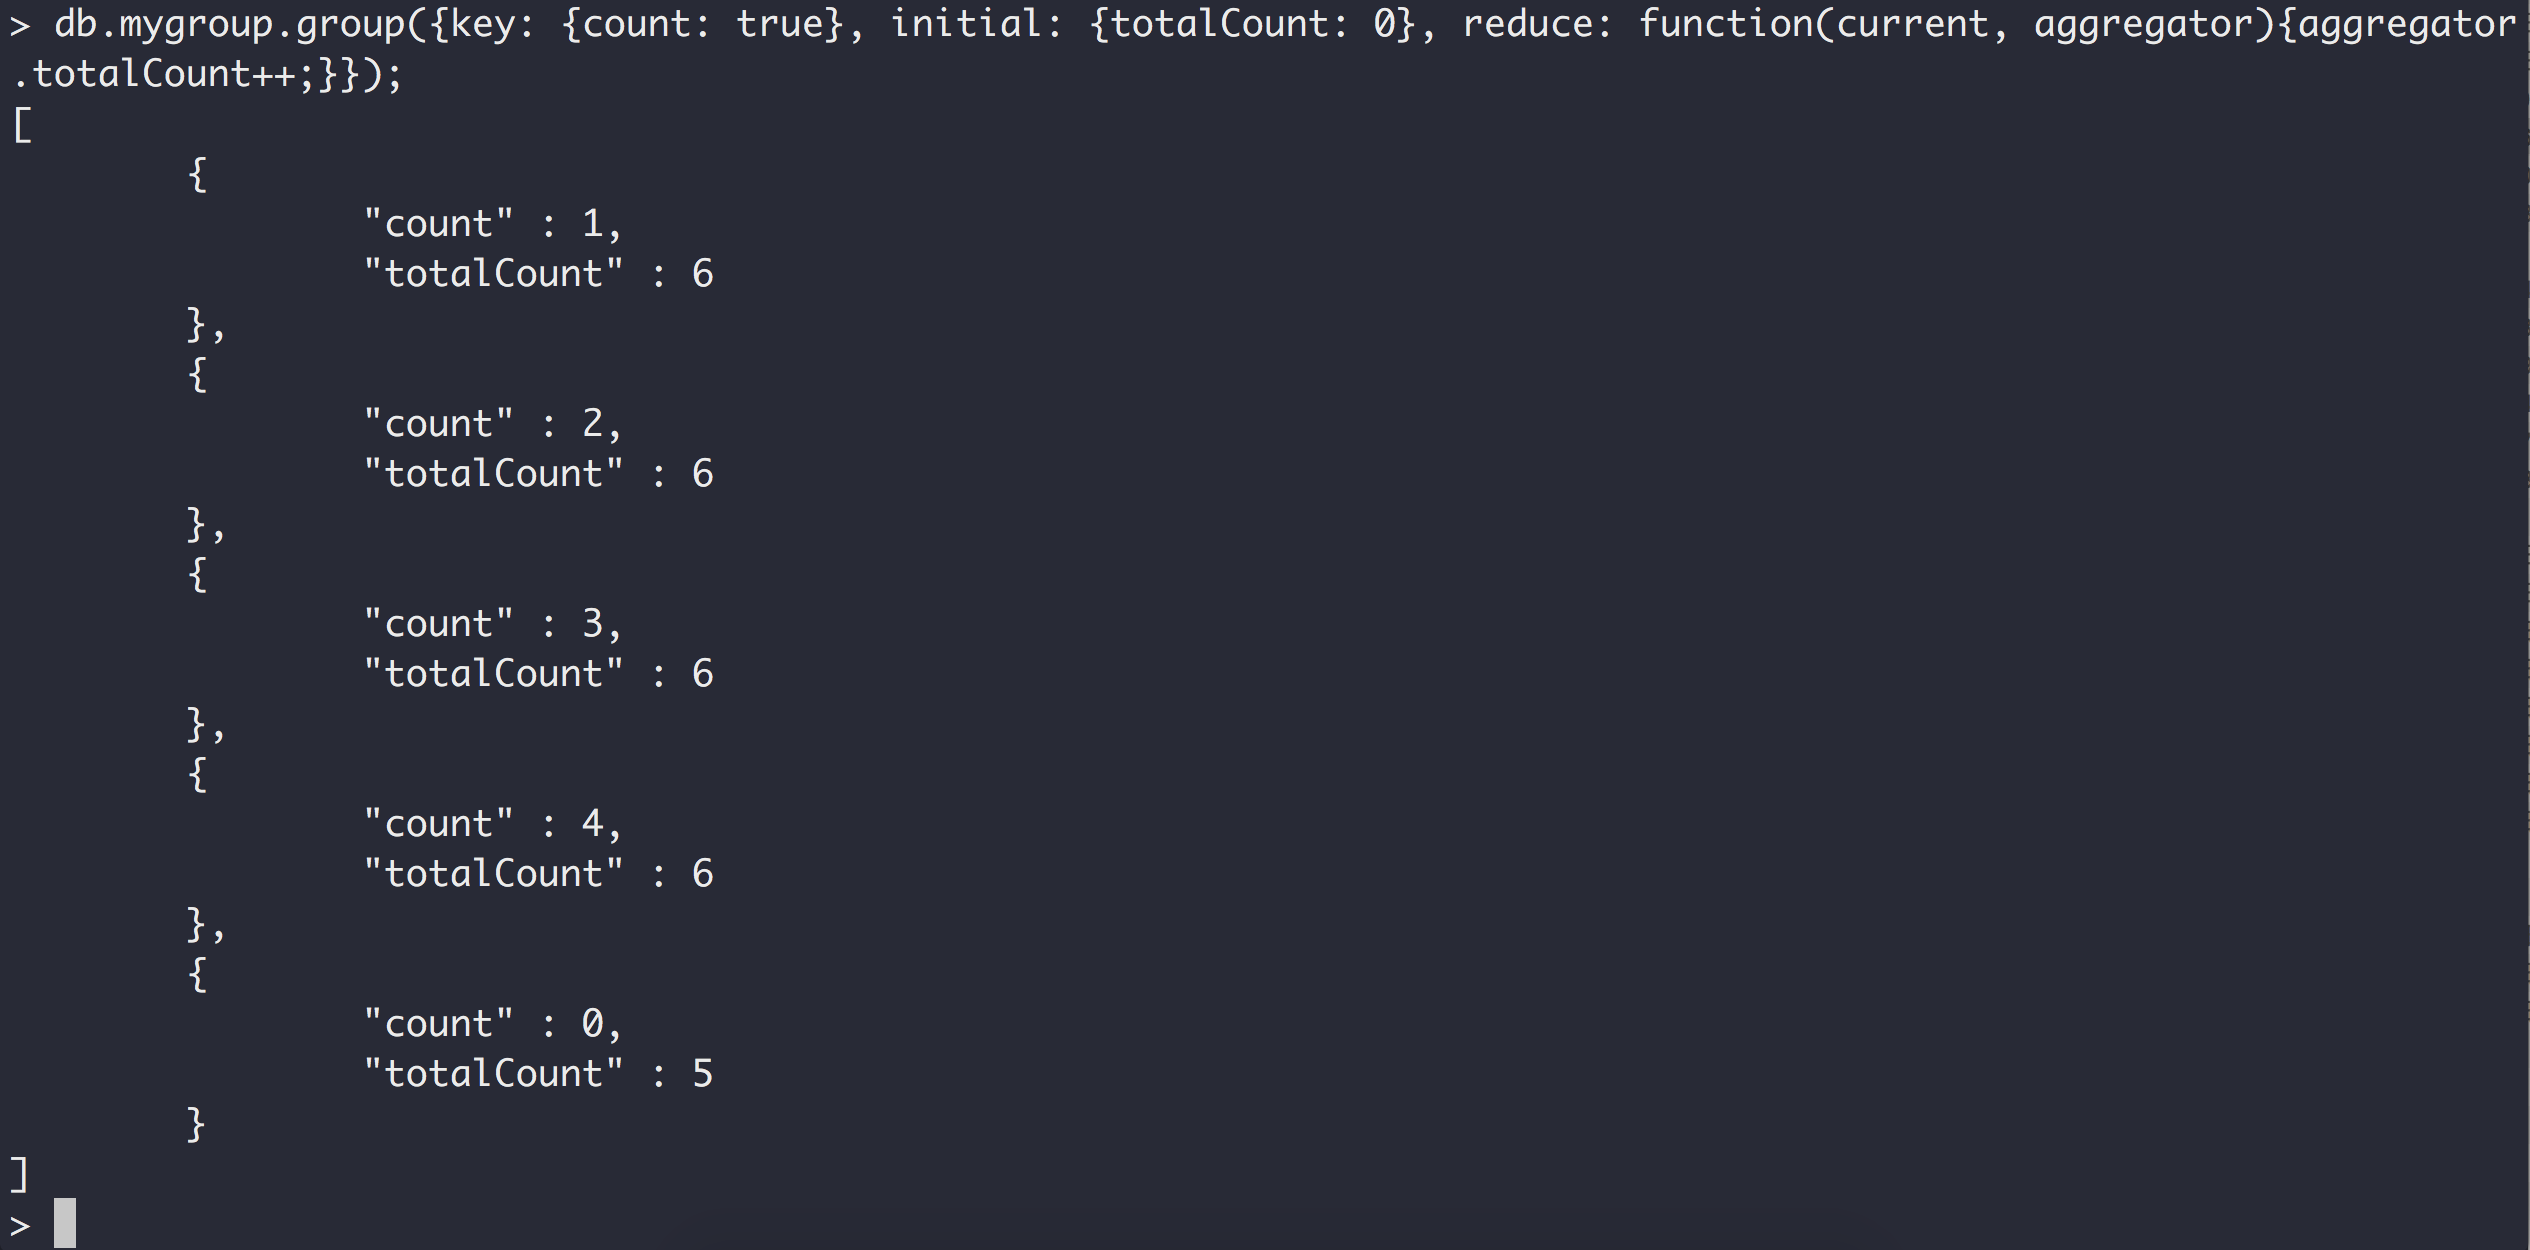 > db.mygroup.group({key: {count: true}, initial: {totalCount: 0}, reduce: function(current, aggregator){aggregator
.totalCount++;}});
[
	{
		"count" : 1,
		"totalCount" : 6
	},
	{
		"count" : 2,
		"totalCount" : 6
	},
	{
		"count" : 3,
		"totalCount" : 6
	},
	{
		"count" : 4,
		"totalCount" : 6
	},
	{
		"count" : 0,
		"totalCount" : 5
	}
]
>